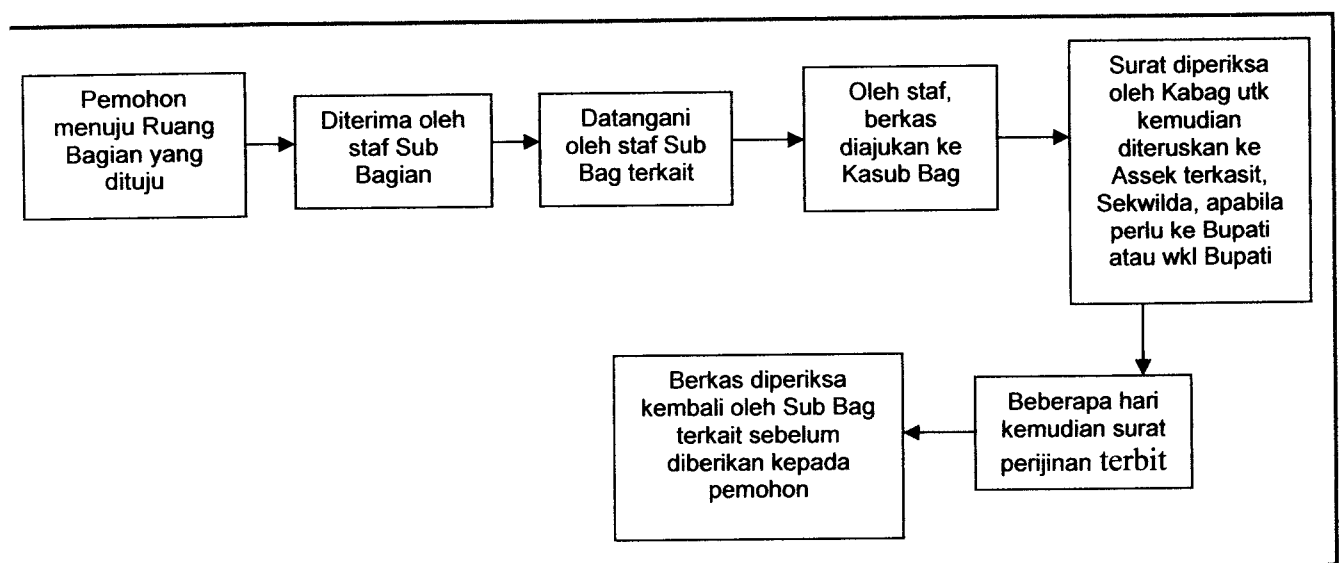 Pemohon
menuju Ruang
Bagian yang
dituju
Diterima oleh
staf Sub
Bagian
Datangani
oleh staf Sub
Bag terkait
Oleh staf,
berkas
diajukan ke
Kasub Bag
Surat diperiksa
oleh Kabag utk
kemudian
diteruskan ke
Assek terkasit,
Sekwilda, apabila
perlu ke Bupati
atau wkl Bupati
Beberapa hari
kemudian surat
perijinan terbit
Berkas diperiksa
kembali oleh Sub Bag
terkait sebelum
diberikan kepada
pemohon